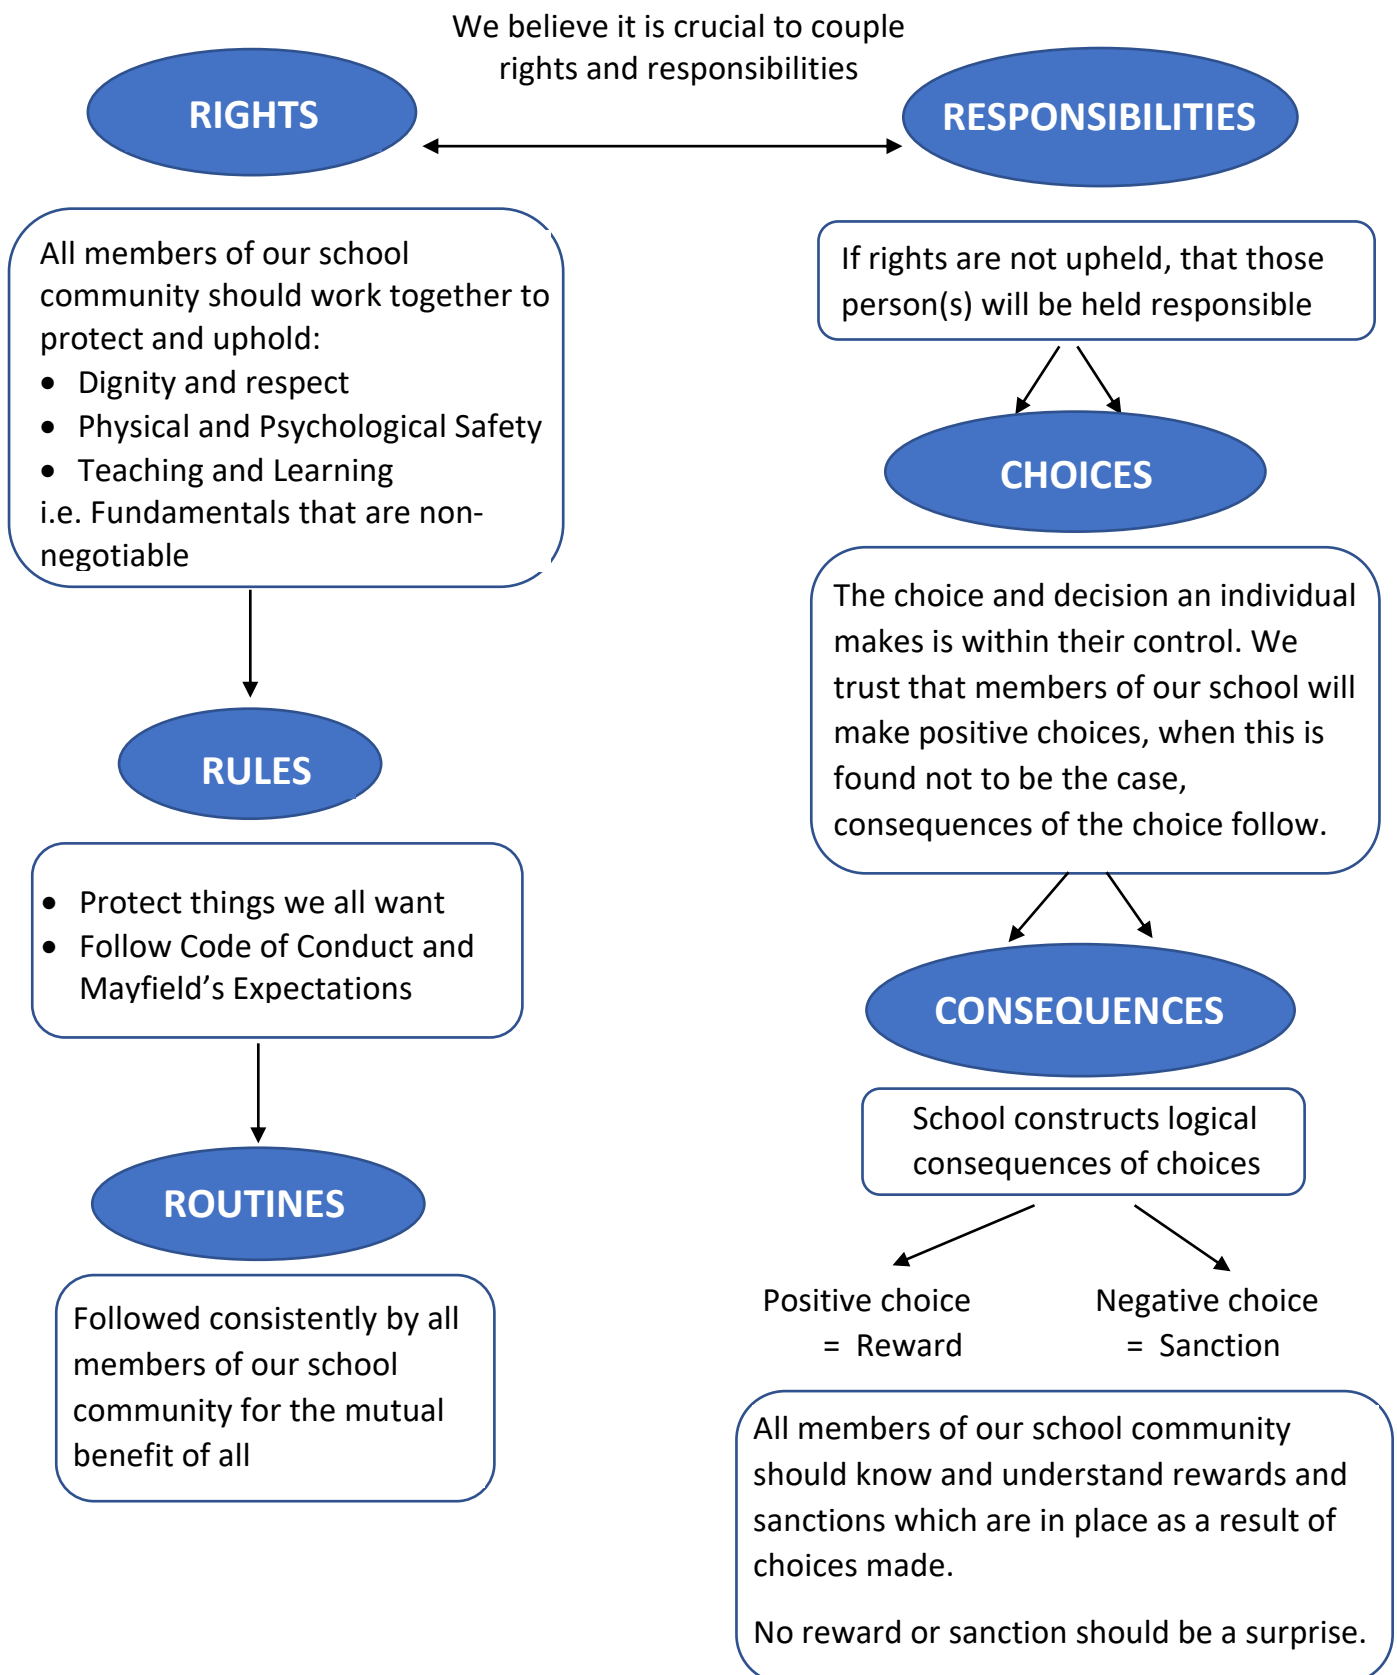 We believe it is crucial to couple
rights and responsibilities
RIGHTS
RESPONSIBILITIES
All members of our school
community should work together to
protect and uphold:
• Dignity and respect
• Physical and Psychological Safety
• Teaching and Learning
i.e. Fundamentals that are non-
negotiable
RULES
• Protect things we all want
• Follow Code of Conduct and
Mayfield’s Expectations
ROUTINES
Followed consistently by all
members of our school
community for the mutual
benefit of all
If rights are not upheld, that those
person(s) will be held responsible
CHOICES
The choice and decision an individual
makes is within their control. We
trust that members of our school will
make positive choices, when this is
found not to be the case,
consequences of the choice follow.
CONSEQUENCES
School constructs logical
consequences of choices
Positive choice
= Reward
Negative choice
= Sanction
All members of our school community
should know and understand rewards and
sanctions which are in place as a result of
choices made.
No reward or sanction should be a surprise.